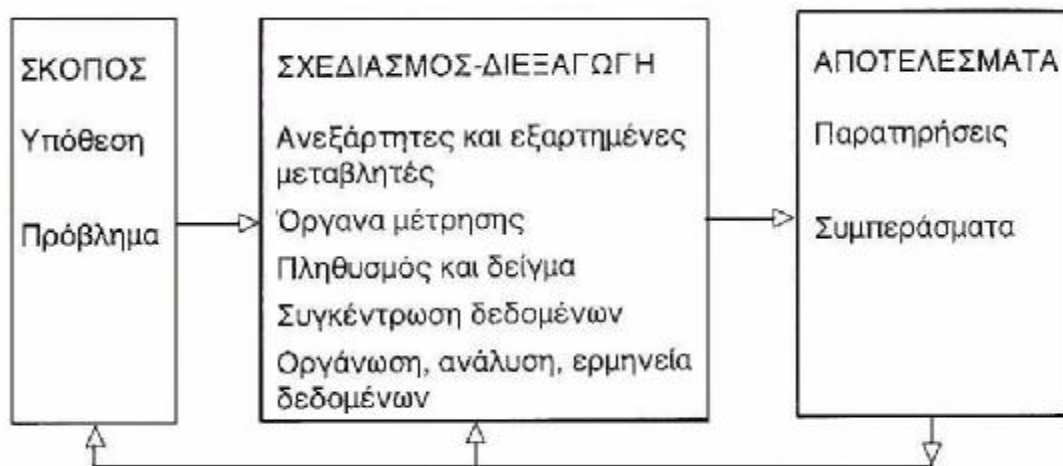 ΣΚΟΠΟΣ
Υπόθεση
Πρόβλημα
ΣΧΕΔΙΑΣΜΟΣ-ΔΙΕΞΑΓΩΓΗ
Ανεξάρτητες και εξαρτημένες
μεταβλητές
Όργανα μέτρησης
Πληθυσμός και δείγμα
Συγκέντρωση δεδομένων
Οργάνωση, ανάλυση, ερμηνεία
δεδομένων
ΑΠΟΤΕΛΕΣΜΑΤΑ
Παρατηρήσεις
Συμπεράσματα